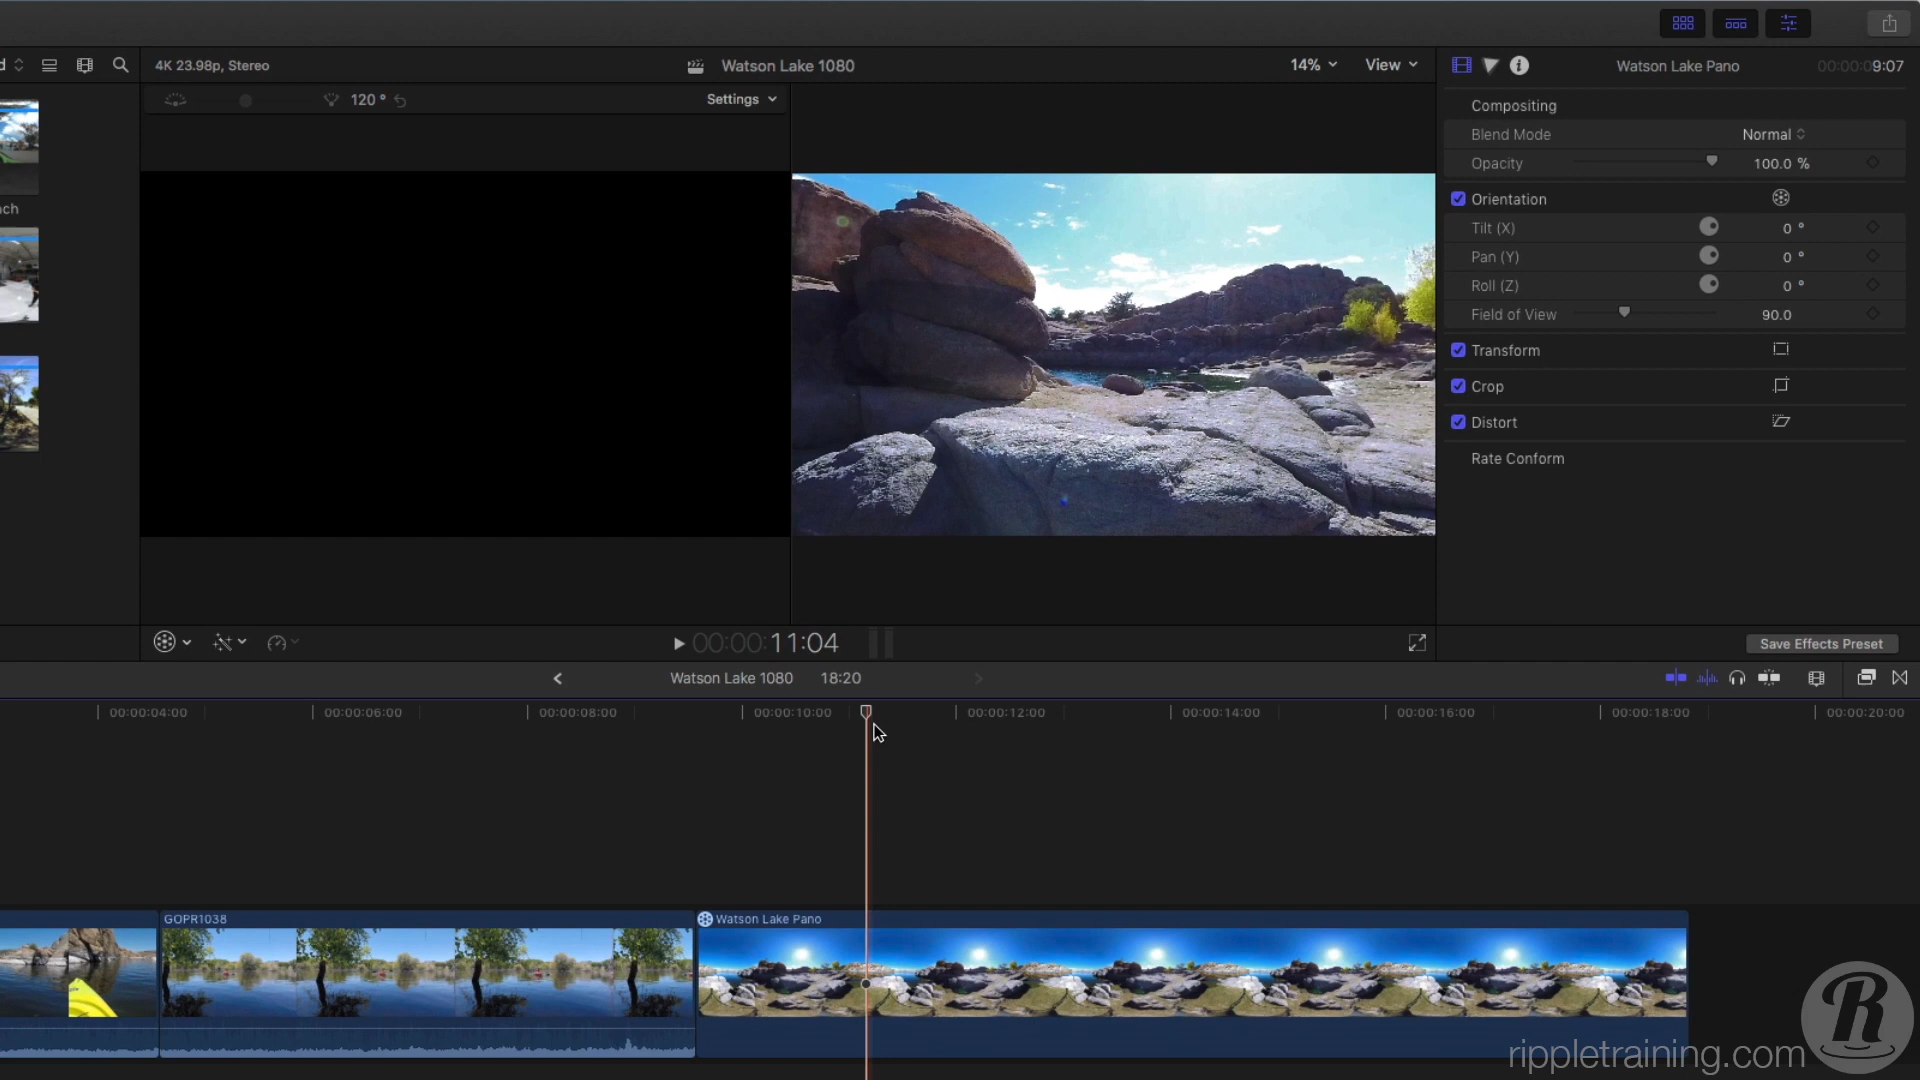 d
4K 23.98p, Stereo
Watson Lake 1080
14%
View
Watson Lake Pano
00:00:09:07
120 °
Settings
Compositing
Blend Mode
Normal
Opacity
100.0 %
Orientation
Tilt (X)
0 °
Pan (Y)
0 °
Roll (Z)
0 °
Field of View
90.0
Transform
Crop
Distort
Rate Conform
ach
00:00:11:04
Save Effects Preset
Watson Lake 1080
18:20
00:00:04:00
00:00:06:00
00:00:08:00
00:00:10:00
00:00:12:00
00:00:14:00
00:00:16:00
00:00:18:00
00:00:20:00
GOPR1038
Watson Lake Pano
R
rippletraining.com